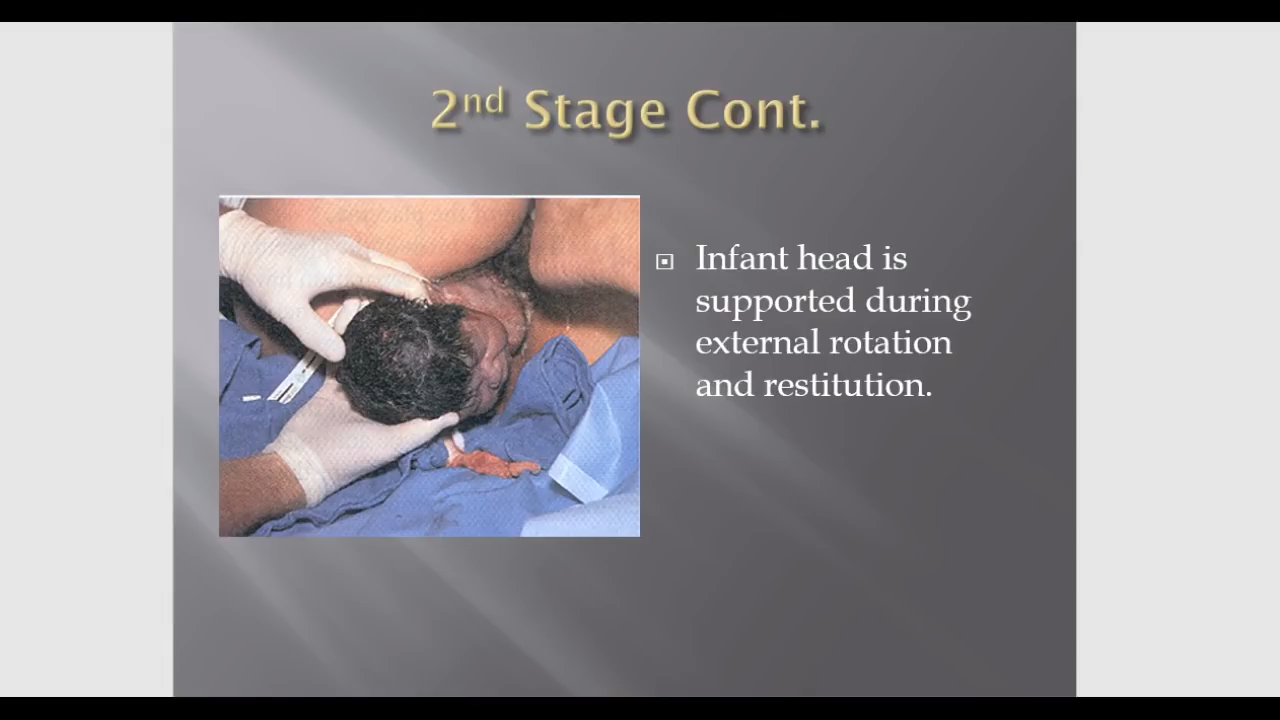 2nd Stage Cont.
Infant head is
supported during
external rotation
and restitution.